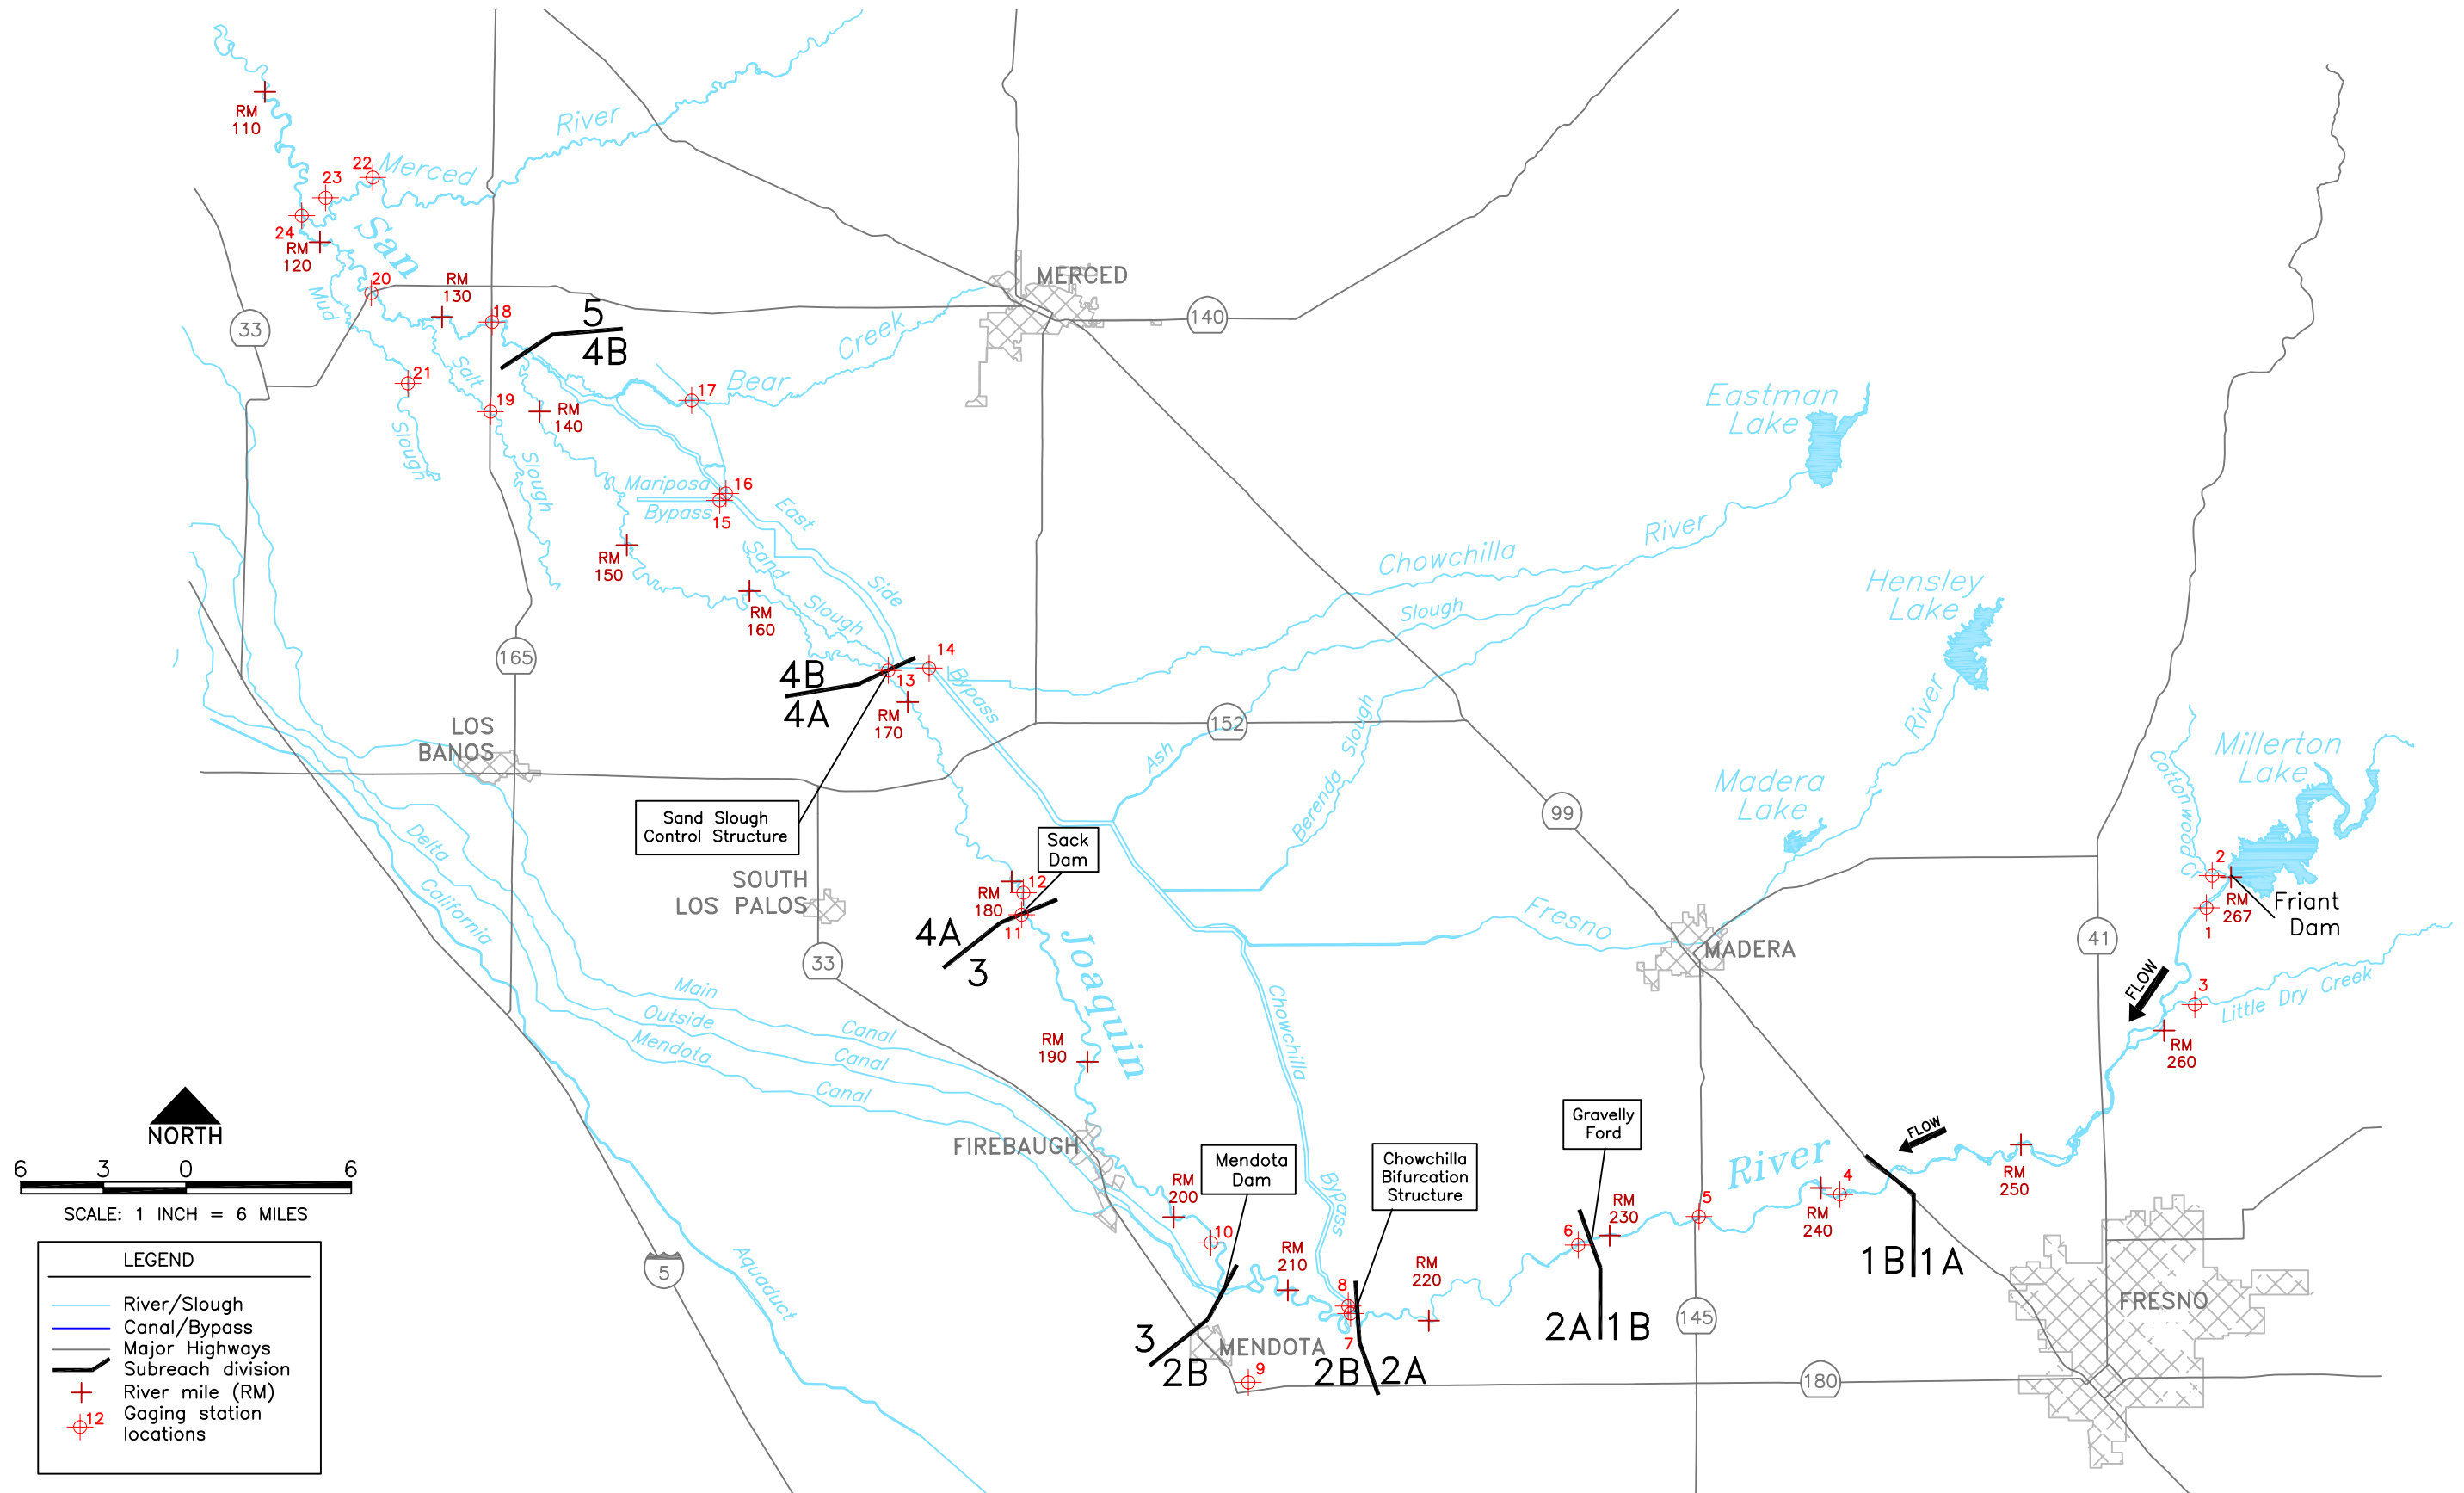 RM
110
River
Merced
22
23
24
San
RM
120
20
Mud
RM
130
18
5
4B
MERCED
140
33
Creek
Bear
17
21
Salt
19
RM
140
Slough
Slough
Eastman
Lake
Mariposa
Bypass
16
15
East
Side
Bypass
River
Chowchilla
Slough
RM
150
Sand
Slough
RM
160
Hensley
Lake
River
165
4B
4A
13
14
RM
170
LOS
BANOS
152
Ash
Berenda Slough
Madera
Lake
99
Millerton
Lake
Cottonwood Cr
Sand Slough
Control Structure
Sack
Dam
Delta
California
SOUTH
LOS PALOS
RM
180
12
11
4A
3
33
Joaquin
Fresno
MADERA
41
2
RM
267
1
Friant
Dam
FLOW
3
Little Dry Creek
RM
260
Main
Canal
Outside
Canal
Mendota
Canal
RM
190
Chowchilla
Bypass
NORTH
6 3 0 6
SCALE: 1 INCH = 6 MILES
FIREBAUGH
Mendota
Dam
Chowchilla
Bifurcation
Structure
Gravelly
Ford
River
FLOW
RM
250
RM
200
10
RM
210
8
7
RM
220
6
RM
230
5
RM
240
4
1B 1A
2A 1B
145
FRESNO
3
2B
MENDOTA
9
2B 2A
180
5
Aquaduct
LEGEND
River/Slough
Canal/Bypass
Major Highways
Subreach division
River mile (RM)
12 Gaging station
locations